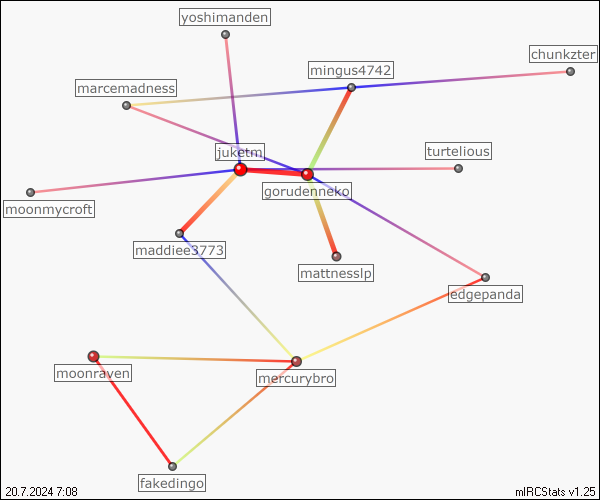 yoshimanden
chunkzter
mingus4742
marcemadness
juketm
turtelious
gorudenneko
moonmycroft
maddiee3773
mattnesslp
edgepanda
moonraven
mercurybro
fakedingo
20.7.2024 7:08
mIRCStats v1.25